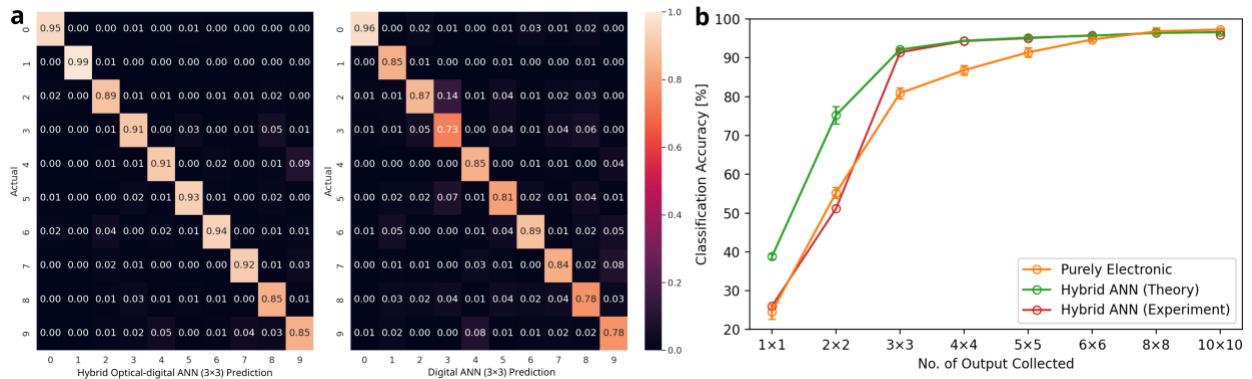 a
b
0 0.95 0.00 0.00 0.01 0.00 0.01 0.01 0.00 0.01 0.00
1 0.00 0.99 0.00 0.00 0.00 0.00 0.00 0.00 0.01 0.00
2 0.02 0.00 0.89 0.01 0.01 0.00 0.00 0.01 0.02 0.00
3 0.00 0.00 0.01 0.91 0.00 0.03 0.00 0.01 0.05 0.01
4 0.00 0.00 0.01 0.00 0.91 0.00 0.02 0.00 0.01 0.09
5 0.01 0.00 0.00 0.02 0.01 0.93 0.01 0.00 0.02 0.01
6 0.02 0.00 0.04 0.00 0.02 0.01 0.94 0.00 0.01 0.01
7 0.00 0.00 0.02 0.01 0.00 0.00 0.00 0.92 0.01 0.03
8 0.00 0.00 0.02 0.01 0.01 0.01 0.01 0.00 0.85 0.01
9 0.01 0.00 0.00 0.02 0.05 0.01 0.00 0.04 0.03 0.85
0 1 2 3 4 5 6 7 8 9
Actual
Hybrid Optical-digital ANN (3×3) Prediction
0 0.96 0.00 0.02 0.01 0.00 0.01 0.03 0.00 0.02 0.00
1 0.00 0.85 0.00 0.00 0.00 0.00 0.01 0.00 0.01 0.00
2 0.01 0.01 0.87 0.14 0.01 0.04 0.01 0.02 0.03 0.00
3 0.01 0.01 0.05 0.73 0.00 0.04 0.01 0.04 0.06 0.00
4 0.00 0.00 0.00 0.00 0.85 0.00 0.01 0.00 0.00 0.04
5 0.00 0.02 0.02 0.07 0.01 0.81 0.02 0.01 0.04 0.01
6 0.01 0.05 0.00 0.00 0.01 0.04 0.89 0.00 0.02 0.05
7 0.00 0.01 0.01 0.00 0.03 0.01 0.00 0.84 0.02 0.08
8 0.00 0.03 0.02 0.04 0.01 0.04 0.01 0.02 0.78 0.03
9 0.01 0.02 0.00 0.00 0.08 0.01 0.01 0.02 0.02 0.78
0 1 2 3 4 5 6 7 8 9
Actual
Digital ANN (3×3) Prediction
1.0
0.8
0.6
0.4
0.2
0.0
100
90
80
70
60
50
40
30
20
Classification Accuracy [%]
Purely Electronic
Hybrid ANN (Theory)
Hybrid ANN (Experiment)
1×1 2×2 3×3 4×4 5×5 6×6 8×8 10×10
No. of Output Collected